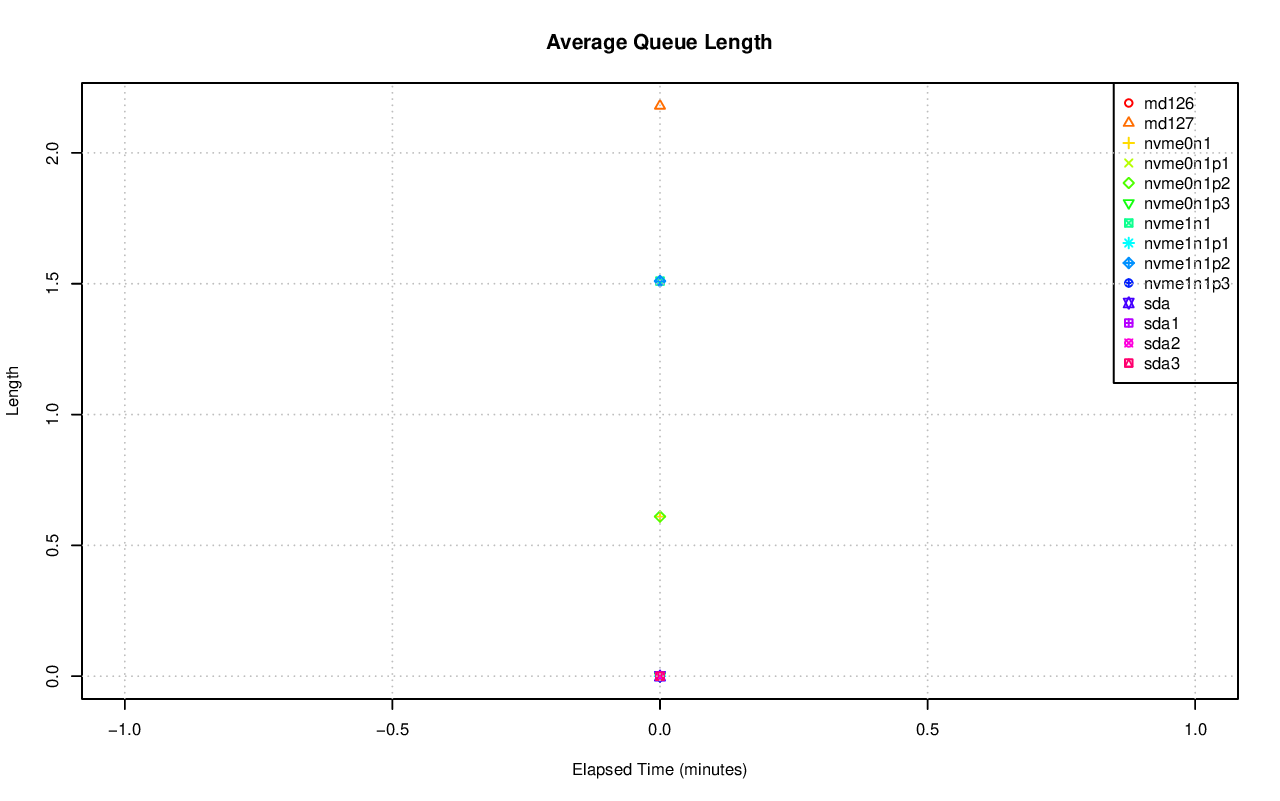 Average Queue Length
Length
2.0
1.5
1.0
0.5
0.0
−1.0 −0.5 0.0 0.5 1.0
Elapsed Time (minutes)
md126
md127
nvme0n1
nvme0n1p1
nvme0n1p2
nvme0n1p3
nvme1n1
nvme1n1p1
nvme1n1p2
nvme1n1p3
sda
sda1
sda2
sda3